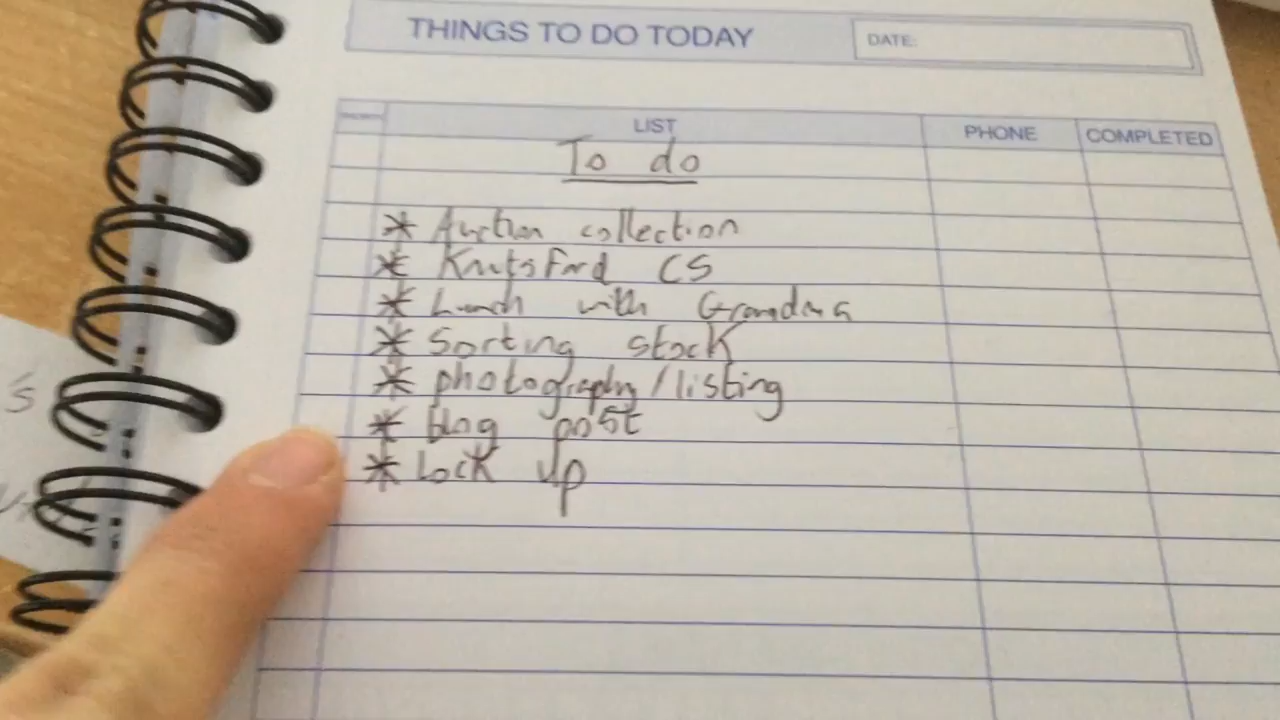 THINGS TO DO TODAY
DATE:
LIST
PHONE
COMPLETED
To do
* Auction collection
* Knutsford CS
* Lunch with Grandma
* Sorting stock
* photography/listing
* blog post
* Lock up